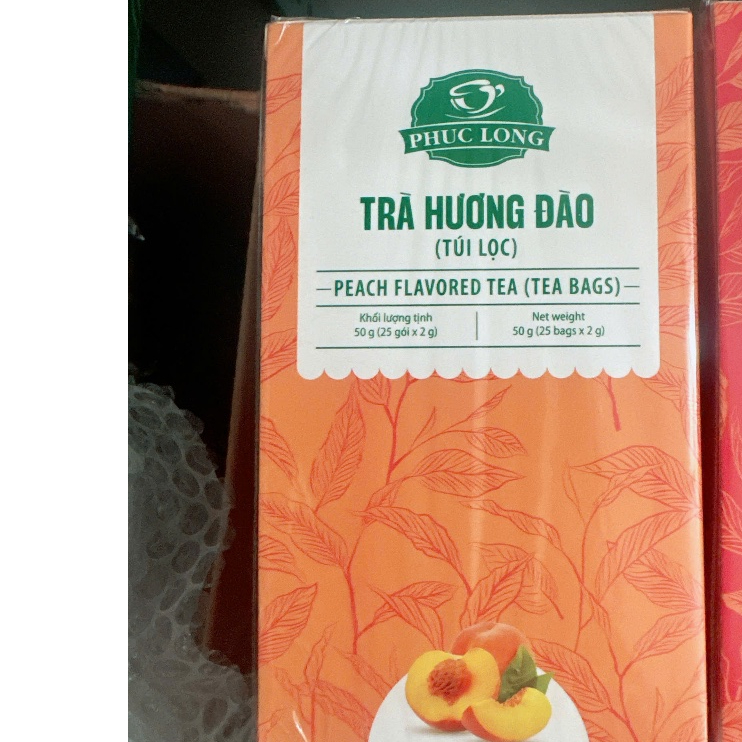 PHUC LONG
TRÀ HƯƠNG ĐÀO
(TÚI LỌC)
PEACH FLAVORED TEA (TEA BAGS)
Khối lượng tịnh
50 g (25 gói x 2 g)
Net weight
50 g (25 bags x 2 g)